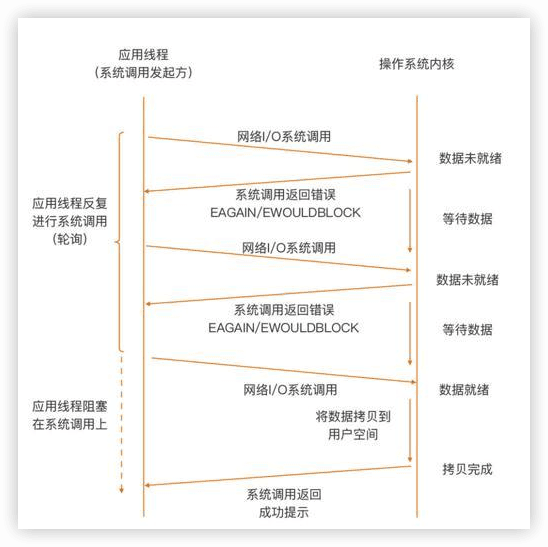 应用线程
(系统调用发起方)
操作系统内核
网络I/O系统调用
数据未就绪
系统调用返回错误
EAGAIN/EWOULDBLOCK
应用线程反复
进行系统调用
(轮询)
等待数据
网络I/O系统调用
数据未就绪
系统调用返回错误
EAGAIN/EWOULDBLOCK
等待数据
网络I/O系统调用
数据就绪
应用线程阻塞
在系统调用上
将数据拷贝到
用户空间
拷贝完成
系统调用返回
成功提示